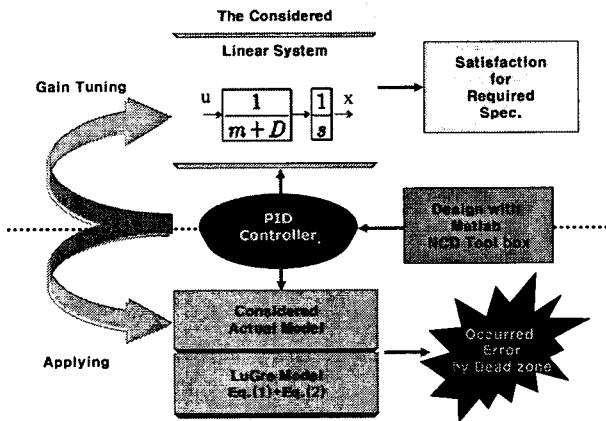 The Considered
Linear System
Gain Tuning
u
1
m + D
1
s
x
Satisfaction
for
Required
Spec.
PID
Controller.
Design with
Matlab
NCD Tool box
Considered
Actual Model
LuGre Model
Eq.(1)+Eq.(2)
Applying
Occurred
Error
by Dead zone